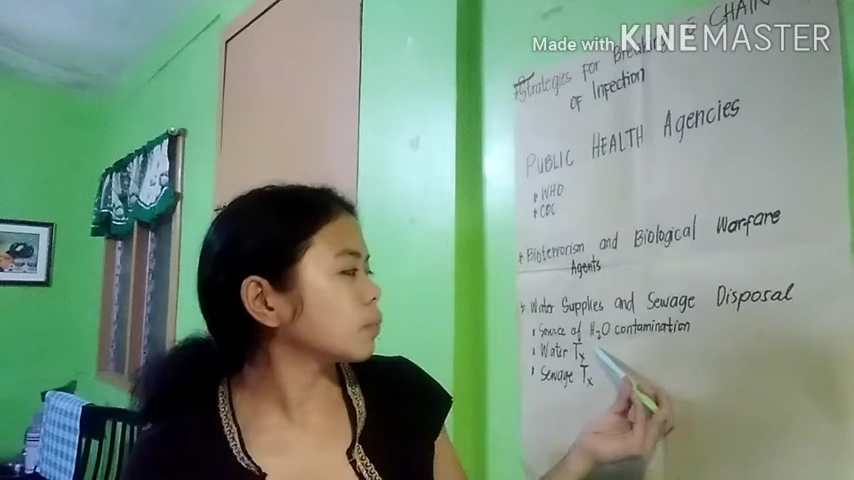 Made with KINEMASTER
Strategies for CHAIN
of Infection
PUBLIC HEALTH Agencies
* WHO
* CDC
* Bioterrorism and Biological Warfare
Agents
* Water Supplies and Sewage Disposal
Source of H2O contamination
Water Tx
Sewage Tx